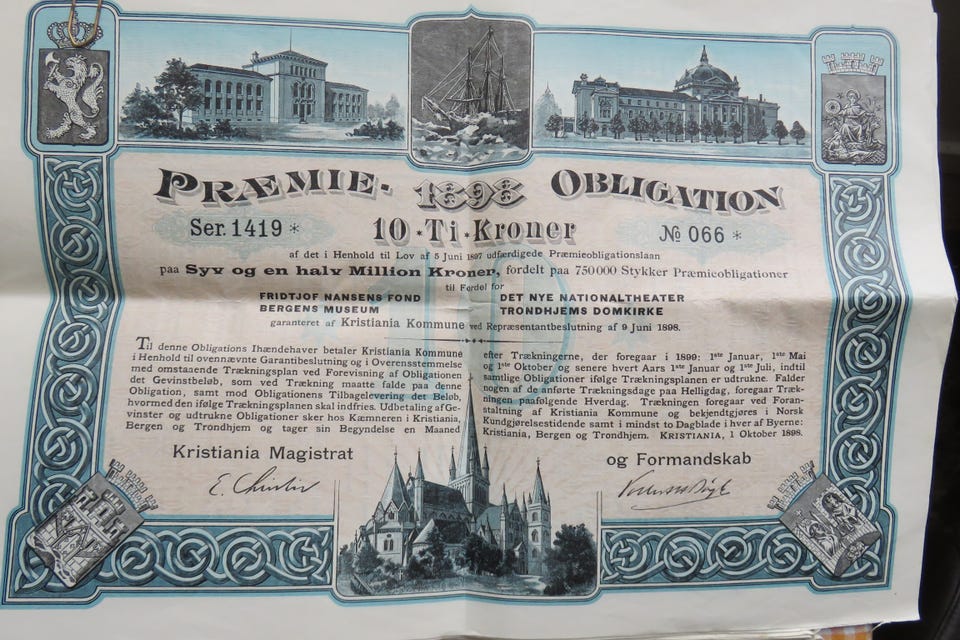 PRÆMIE- 1898 OBLIGATION
Ser. 1419 * 10 · Ti · Kroner № 066 *
af det i Henhold til Lov af 5 Juni 1897 udfærdigede Præmieobligationslaan
paa Syv og en halv Million Kroner, fordelt paa 750000 Stykker Præmieobligationer
til Fordel for
FRIDTJOF NANSENS FOND
BERGENS MUSEUM
DET NYE NATIONALTHEATER
TRONDHJEMS DOMKIRKE
garanteret af Kristiania Kommune ved Repræsentantbeslutning af 9 Juni 1898.
Til denne Obligations Ihændehaver betaler Kristiania Kommune
i Henhold til ovennævnte Garantibeslutning og i Overensstemmelse
med omstaaende Trækningsplan ved Forevisning af Obligationen
det Gevinstbeløb, som ved Trækning maatte falde paa denne
Obligation, samt mod Obligationens Tilbagelevering det Beløb,
hvormed den ifølge Trækningsplanen skal indfries. Udbetaling af Ge-
vinster og udtrukne Obligationer sker hos Kæmneren i Kristiania,
Bergen og Trondhjem og tager sin Begyndelse en Maaned
efter Trækningerne, der foregaar i 1899: 1ste Januar, 1ste Mai
og 1ste Oktober og senere hvert Aars 1ste Januar og 1ste Juli, indtil
samtlige Obligationer ifølge Trækningsplanen er udtrukne. Falder
nogen af de anførte Trækningsdage paa Helligdag, foregaar Træk-
ningen paafølgende Hverdag. Trækningen foregaar ved Foran-
staltning af Kristiania Kommune og bekjendtgjøres i Norsk
Kundgjørelsestidende samt i mindst to Dagblade i hver af Byerne:
Kristiania, Bergen og Trondhjem. KRISTIANIA, 1 Oktober 1898.
Kristiania Magistrat
og Formandskab
E. Christie